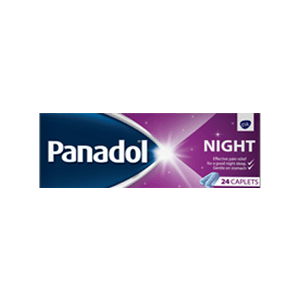 Panadol
NIGHT
Effective pain relief
for a good night sleep.
Gentle on stomach
24 CAPLETS